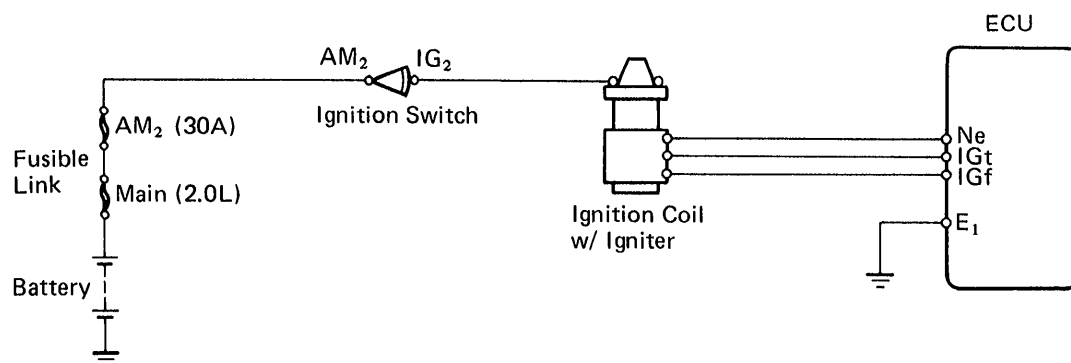 ECU
AM₂ IG₂
Ignition Switch
AM₂ (30A)
Fusible
Link
Main (2.0L)
Ne
IGt
IGf
Ignition Coil
w/ Igniter
E₁
Battery